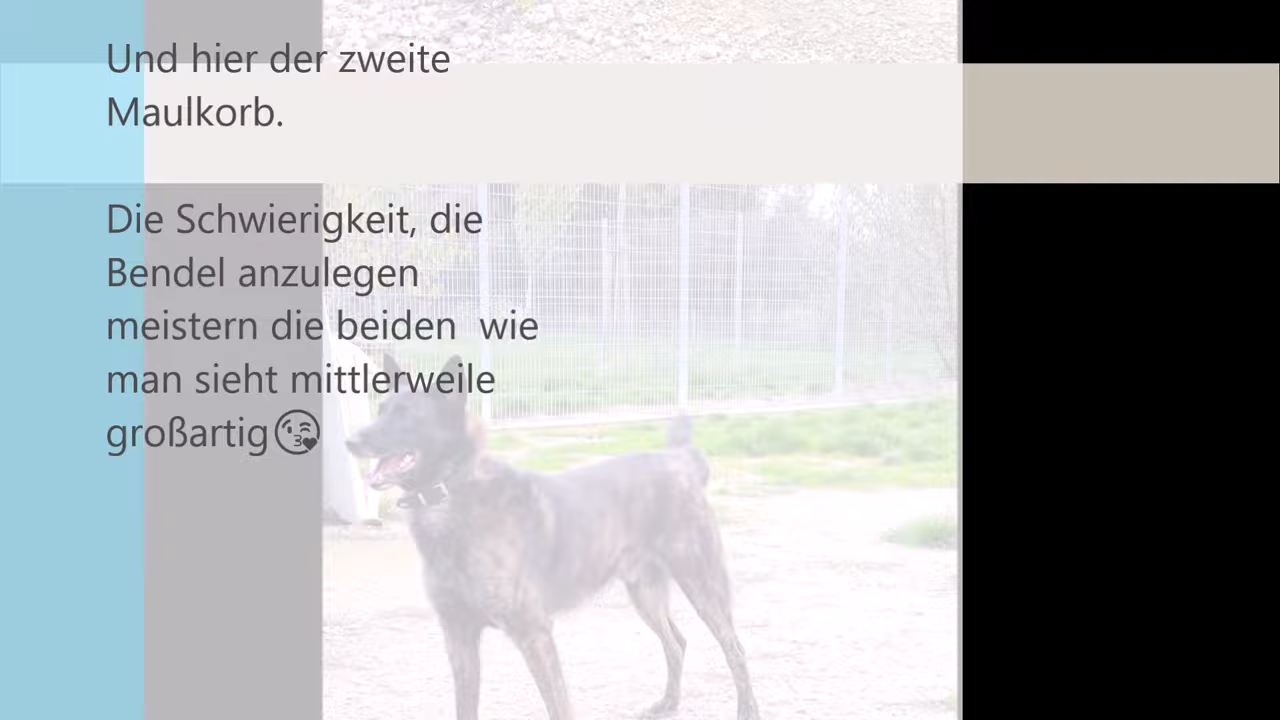 Und hier der zweite
Maulkorb.
Die Schwierigkeit, die
Bendel anzulegen
meistern die beiden  wie
man sieht mittlerweile
großartig😘